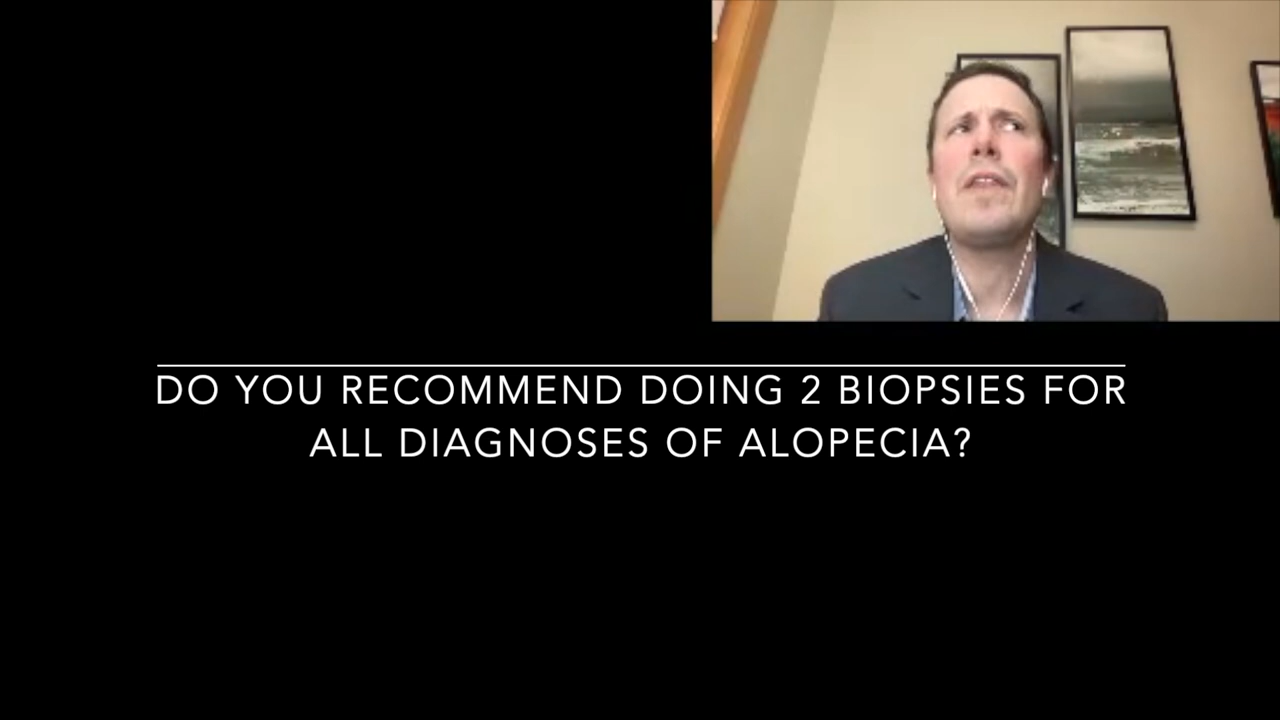 DO YOU RECOMMEND DOING 2 BIOPSIES FOR
ALL DIAGNOSES OF ALOPECIA?